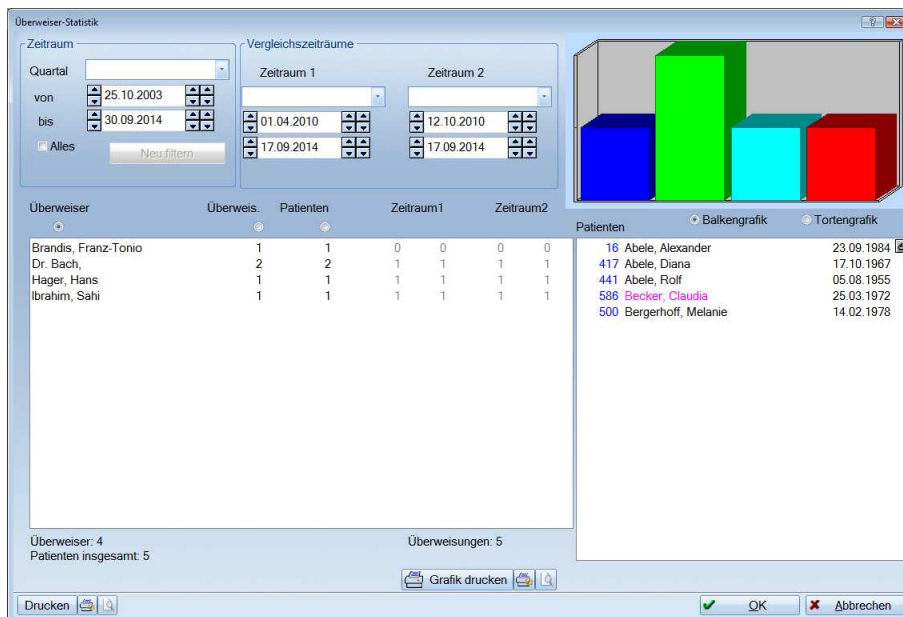 Überweiser-Statistik
Zeitraum
Quartal
von 25.10.2003
bis 30.09.2014
Alles Neu filtern
Vergleichszeiträume
Zeitraum 1 Zeitraum 2
01.04.2010 12.10.2010
17.09.2014 17.09.2014
Überweiser Überweis. Patienten Zeitraum1 Zeitraum2
Brandis, Franz-Tonio 1 1 0 0 0 0
Dr. Bach, 2 2 1 1 1 1
Hager, Hans 1 1 1 1 1 1
Ibrahim, Sahi 1 1 1 1 1 1
Überweiser: 4 Überweisungen: 5
Patienten insgesamt: 5
Grafik drucken
Balkengrafik Tortengrafik
Patienten
16 Abele, Alexander 23.09.1984
417 Abele, Diana 17.10.1967
441 Abele, Rolf 05.08.1955
586 Becker, Claudia 25.03.1972
500 Bergerhoff, Melanie 14.02.1978
Drucken OK Abbrechen